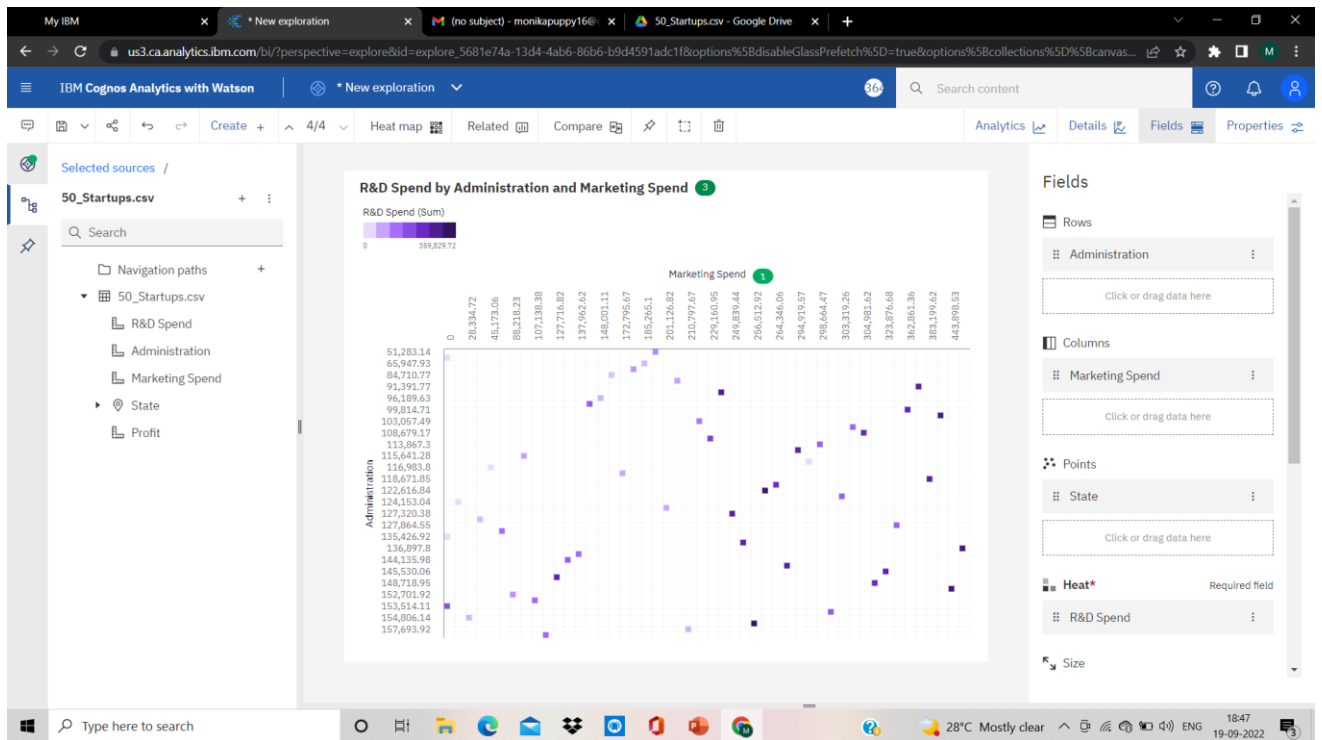 My IBM
* New exploration
(no subject) - monikapuppy16@
50_Startups.csv - Google Drive
us3.ca.analytics.ibm.com/bi/?perspective=explore&id=explore_5681e74a-13d4-4ab6-86b6-b9d4591adc1f&options%5BdisableGlassPrefetch%5D=true&options%5Bcollections%5D%5Bcanvas...
M
IBM Cognos Analytics with Watson
* New exploration
364
Search content
Create +
4/4
Heat map
Related
Compare
Analytics
Details
Fields
Properties
Selected sources /
50_Startups.csv
Search
Navigation paths
50_Startups.csv
R&D Spend
Administration
Marketing Spend
State
Profit
R&D Spend by Administration and Marketing Spend 3
R&D Spend (Sum)
0 389,829.72
Marketing Spend 1
0
28,334.72
45,173.06
88,218.23
107,138.38
127,716.82
137,962.62
148,001.11
172,795.67
185,265.1
201,126.82
210,797.67
229,160.95
249,839.44
256,512.92
264,346.06
294,919.57
298,664.47
303,319.26
304,981.62
323,876.68
362,861.36
383,199.62
443,898.53
Administration
51,283.14
65,947.93
84,710.77
91,391.77
96,189.63
99,814.71
103,057.49
108,679.17
113,867.3
115,641.28
116,983.8
118,671.85
122,616.84
124,153.04
127,320.38
127,864.55
135,426.92
136,897.8
144,135.98
145,530.06
148,718.95
152,701.92
153,514.11
154,806.14
157,693.92
Fields
Rows
Administration
Click or drag data here
Columns
Marketing Spend
Click or drag data here
Points
State
Click or drag data here
Heat* Required field
R&D Spend
Size
Type here to search
28°C Mostly clear
ENG
18:47
19-09-2022
3